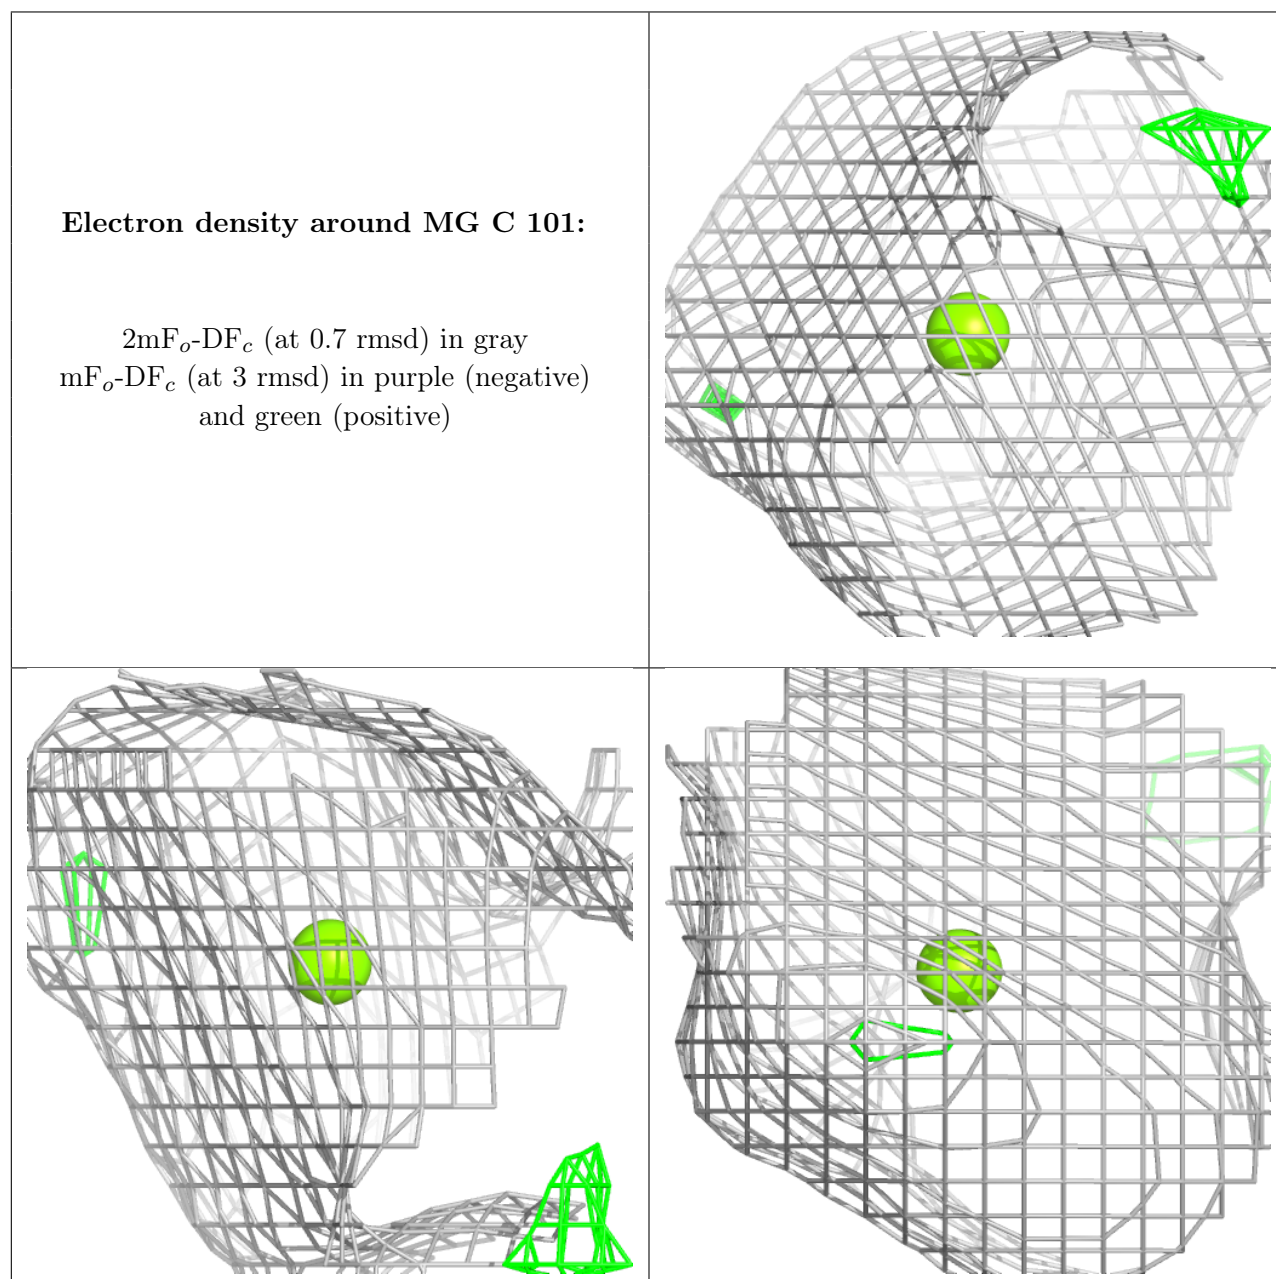 Electron density around MG C 101:
2mFo-DFc (at 0.7 rmsd) in gray
mFo-DFc (at 3 rmsd) in purple (negative)
and green (positive)